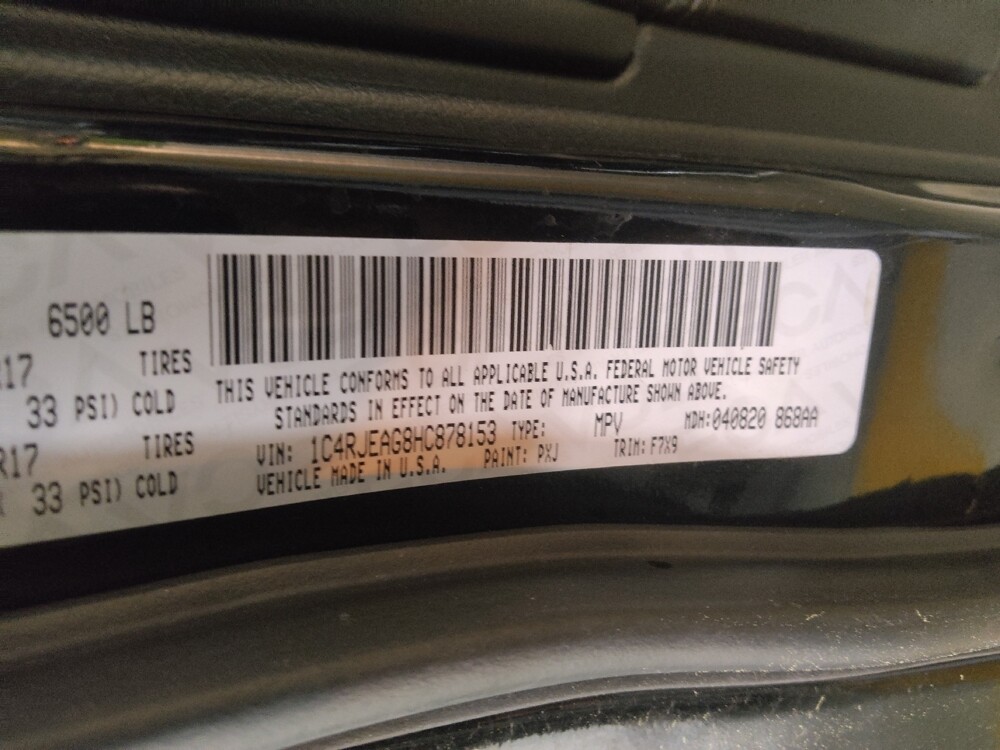 6500 LB
R17 TIRES
33 PSI) COLD
R17 TIRES
33 PSI) COLD
THIS VEHICLE CONFORMS TO ALL APPLICABLE U.S.A. FEDERAL MOTOR VEHICLE SAFETY
STANDARDS IN EFFECT ON THE DATE OF MANUFACTURE SHOWN ABOVE.
VIN: 1C4RJEAG8HC878153 TYPE: MPV MDH:040820 868AA
VEHICLE MADE IN U.S.A. PAINT: PXJ TRIM: F7X9